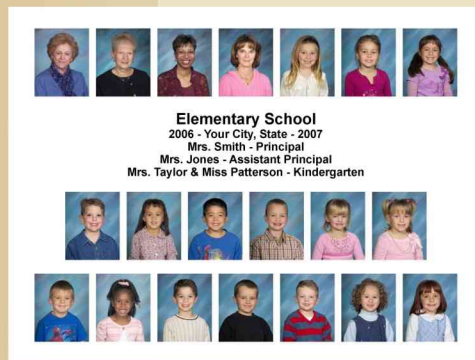 Elementary School
2006 - Your City, State - 2007
Mrs. Smith - Principal
Mrs. Jones - Assistant Principal
Mrs. Taylor & Miss Patterson - Kindergarten